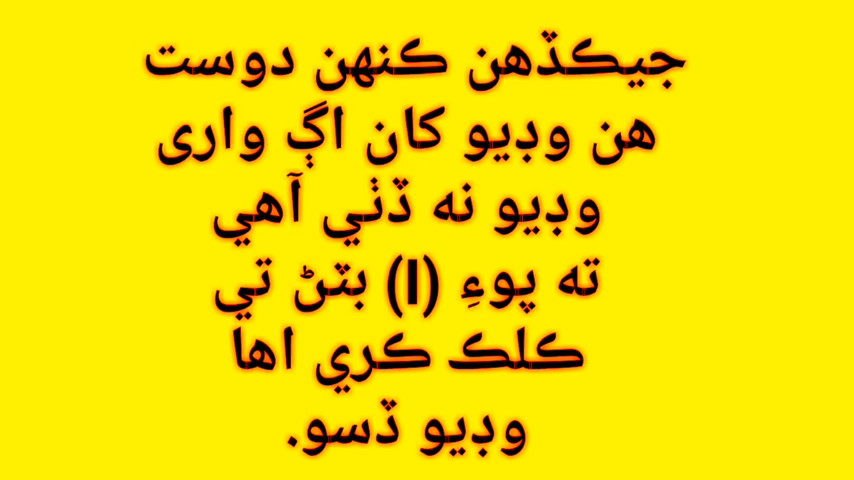 جيڪڏهن ڪنهن دوست
هن وڊيو کان اڳ واری
وڊيو نه ڏٺي آهي
ته پوءِ (I) بٽڻ تي
ڪلڪ ڪري اها
وڊيو ڏسو.